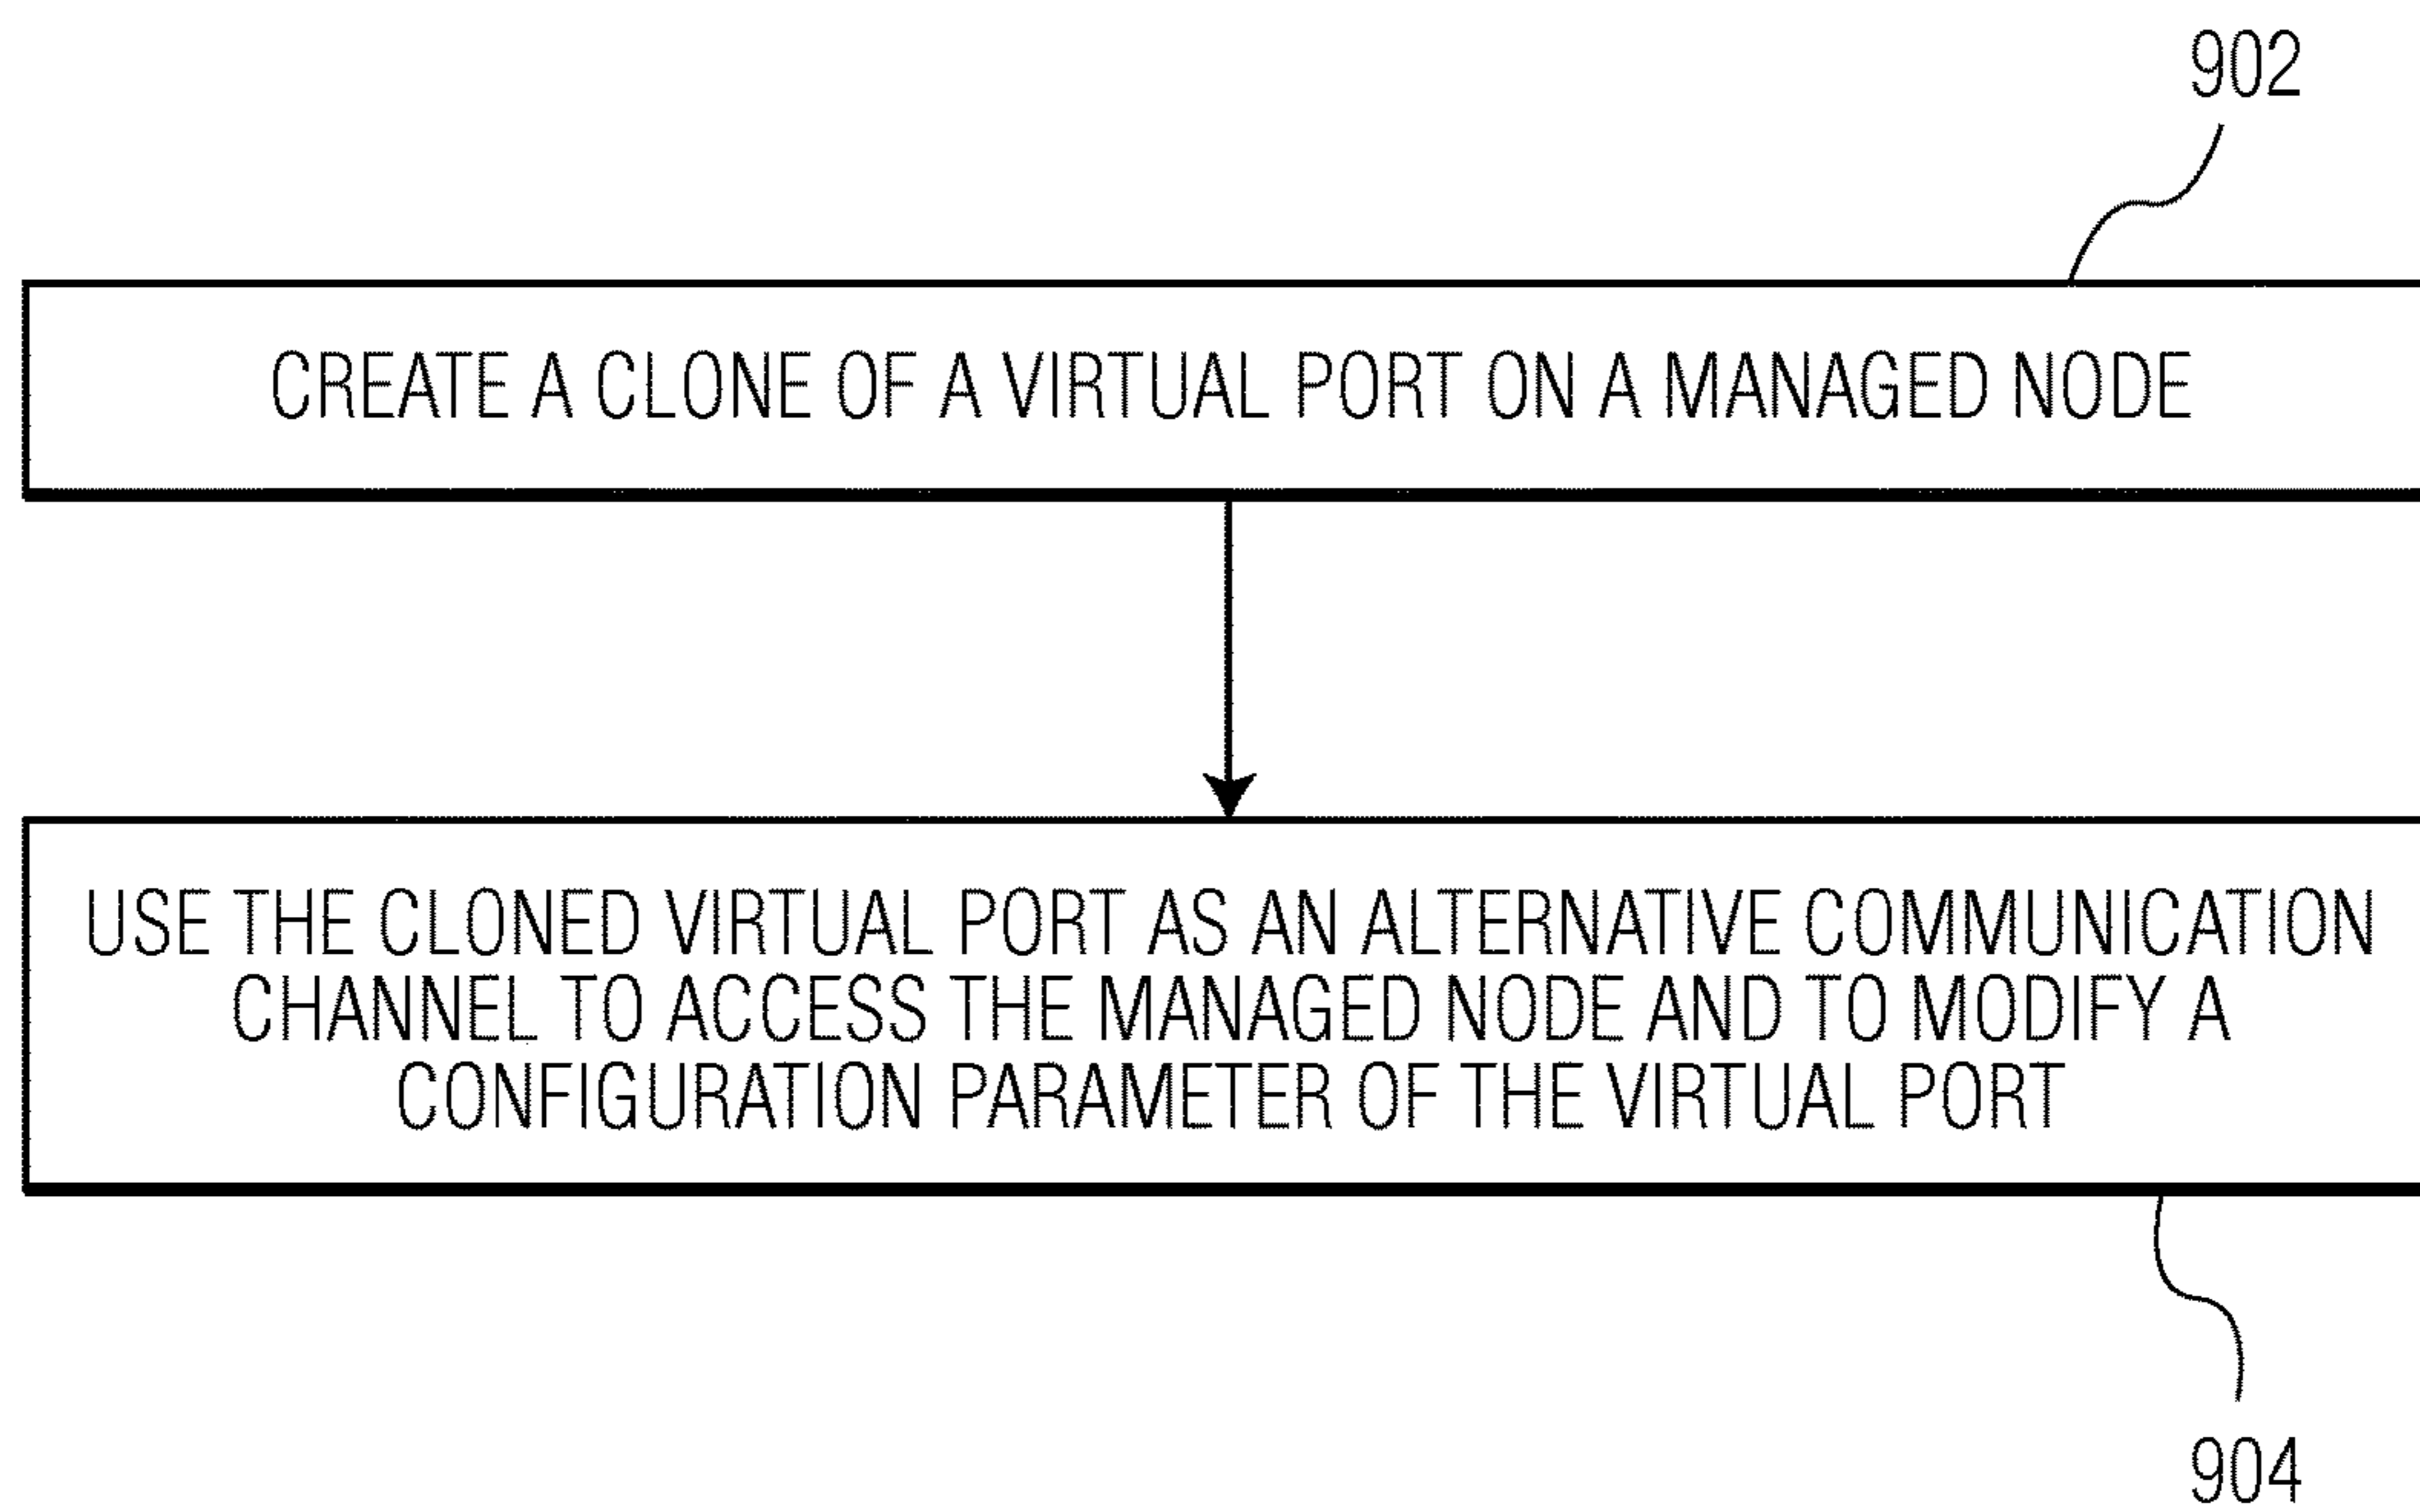 902
CREATE A CLONE OF A VIRTUAL PORT ON A MANAGED NODE
USE THE CLONED VIRTUAL PORT AS AN ALTERNATIVE COMMUNICATION
CHANNEL TO ACCESS THE MANAGED NODE AND TO MODIFY A
CONFIGURATION PARAMETER OF THE VIRTUAL PORT
904